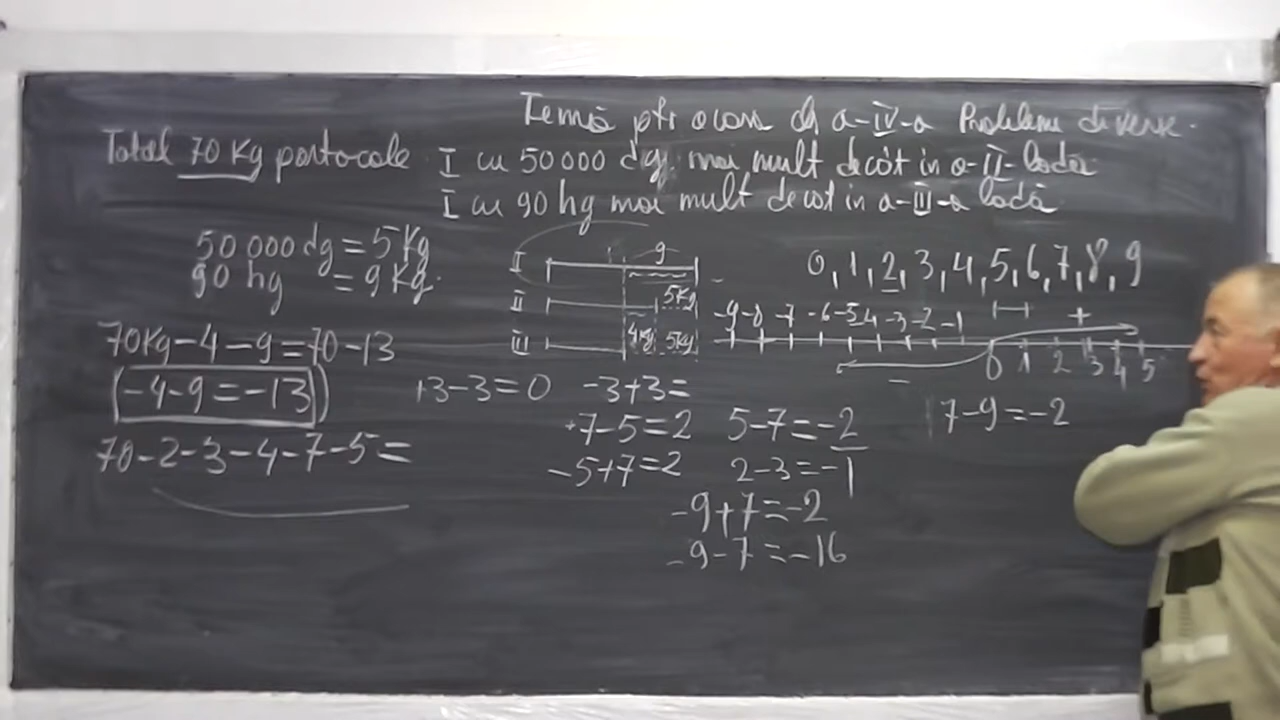 Temă ptr acasă cls a-IV-a Probleme diverse.
Total 70 Kg portocale I cu 50 000 dg mai mult decât in a-II-ladă
I cu 90 hg mai mult decat in a-III-a ladă
50 000 dg = 5 Kg
90 hg = 9 Kg.
70Kg-4-9=70-13
(-4-9=-13)
70-2-3-4-7-5=
I 9
II 5Kg
III 4Kg 5Kg
+3-3=0 -3+3=
+7-5=2 5-7=-2
-5+7=2 2-3=-1
-9+7=-2
-9-7=-16
0, 1, 2, 3, 4, 5, 6, 7, 8, 9
-9 -8 -7 -6 -5 -4 -3 -2 -1 +
- 0 1 2 3 4 5
7-9=-2